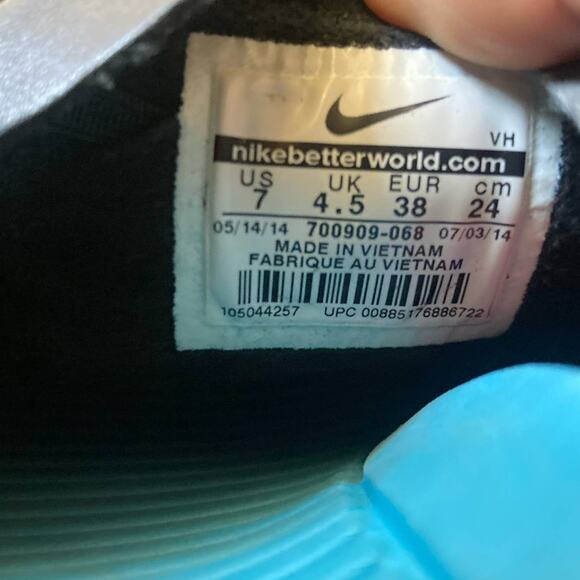 VH
nikebetterworld.com
US UK EUR cm
7 4.5 38 24
05/14/14 700909-068 07/03/14
MADE IN VIETNAM
FABRIQUE AU VIETNAM
105044257 UPC 00885176886722